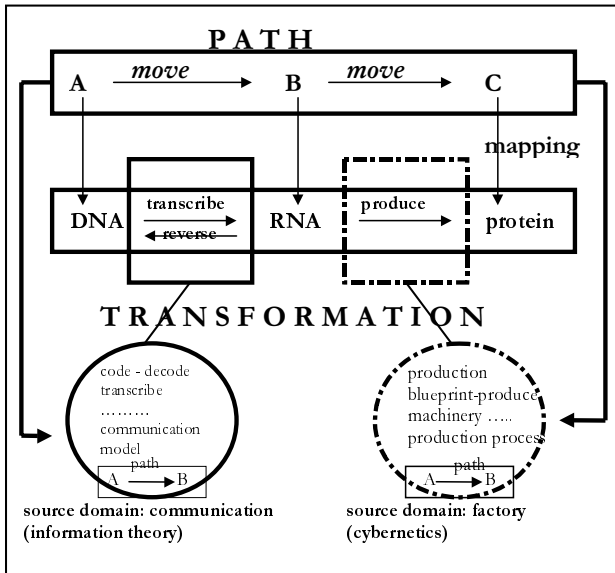 PATH
A move B move C
mapping
transcribe produce
DNA RNA protein
reverse
TRANSFORMATION
code - decode
transcribe
………
communication
model
path
A B
source domain: communication
(information theory)
production
blueprint-produce
machinery …..
production process
path
A B
source domain: factory
(cybernetics)